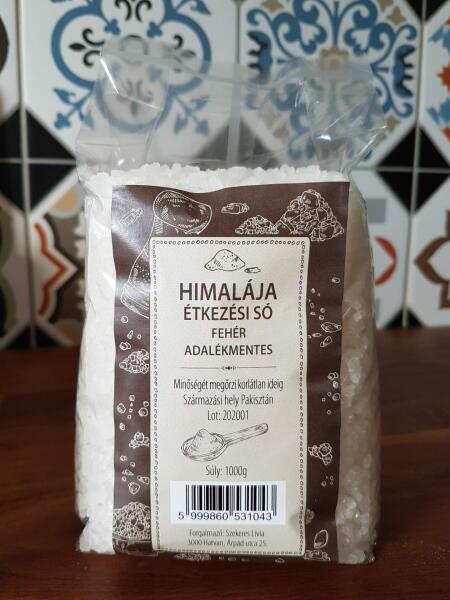 HIMALÁJA
ÉTKEZÉSI SÓ
FEHÉR
ADALÉKMENTES
Minőségét megőrzi korlátlan ideig
Származási hely Pakisztán
Lot: 202001
Súly: 1000g
5 999860 531043
Forgalmazó: Szekeres Lívia
3000 Hatvan, Árpád utca 25.